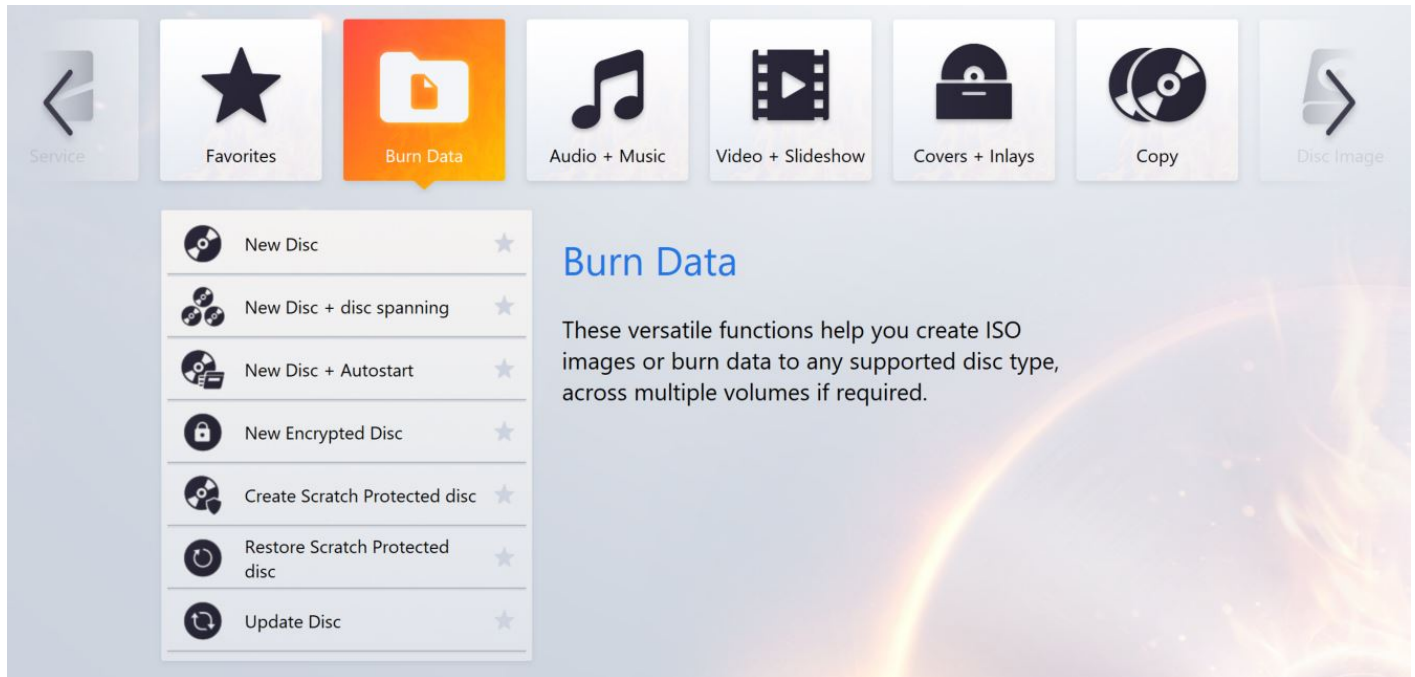 Service
Favorites
Burn Data
Audio + Music
Video + Slideshow
Covers + Inlays
Copy
Disc Image
New Disc
New Disc + disc spanning
New Disc + Autostart
New Encrypted Disc
Create Scratch Protected disc
Restore Scratch Protected
disc
Update Disc
Burn Data
These versatile functions help you create ISO
images or burn data to any supported disc type,
across multiple volumes if required.